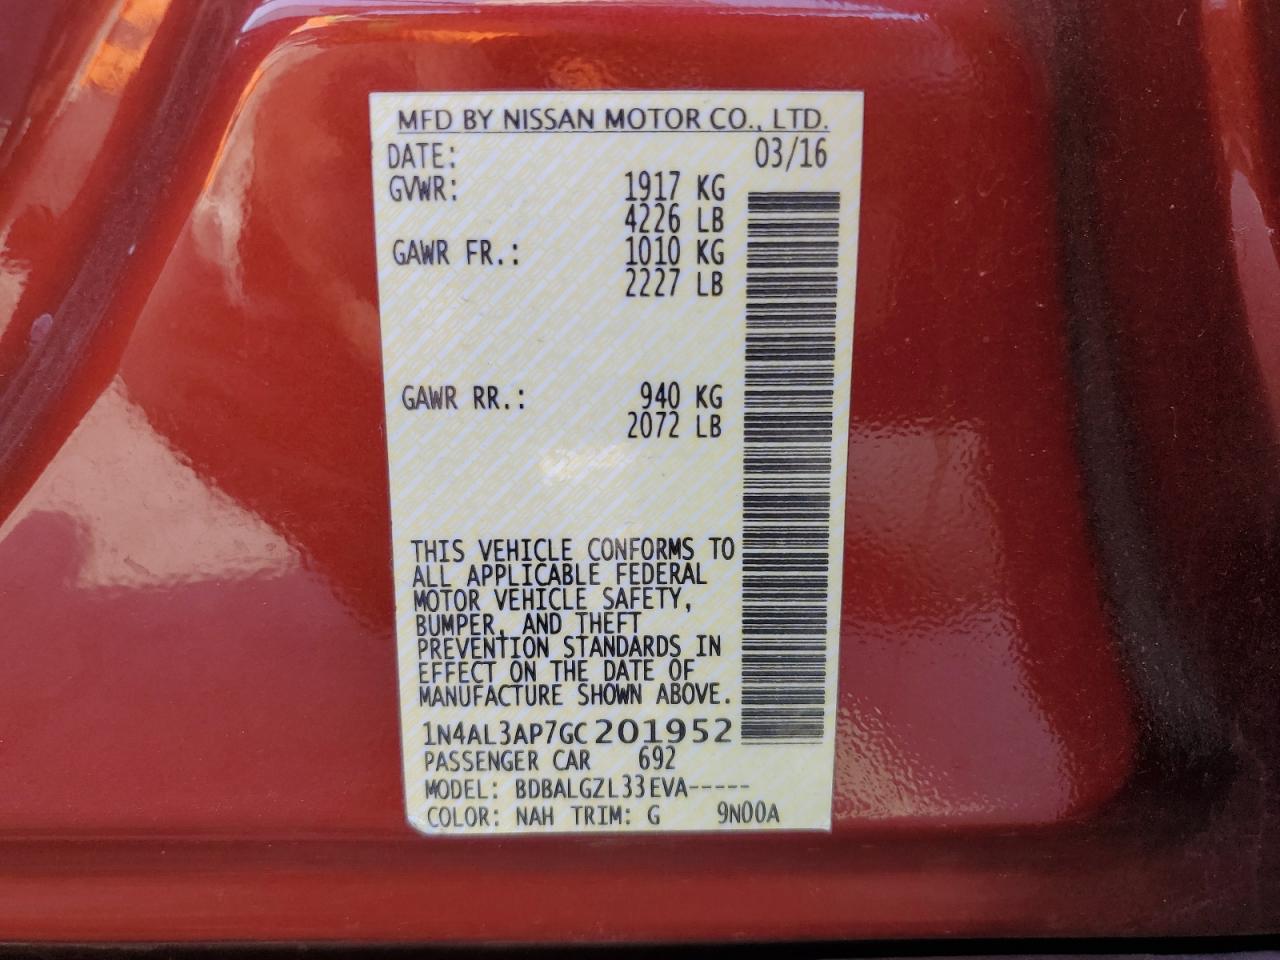 MFD BY NISSAN MOTOR CO., LTD.
DATE: 03/16
GVWR: 1917 KG
4226 LB
GAWR FR.: 1010 KG
2227 LB
GAWR RR.: 940 KG
2072 LB
THIS VEHICLE CONFORMS TO
ALL APPLICABLE FEDERAL
MOTOR VEHICLE SAFETY,
BUMPER, AND THEFT
PREVENTION STANDARDS IN
EFFECT ON THE DATE OF
MANUFACTURE SHOWN ABOVE.
1N4AL3AP7GC201952
PASSENGER CAR 692
MODEL: BDBALGZL33EVA-----
COLOR: NAH TRIM: G 9N00A